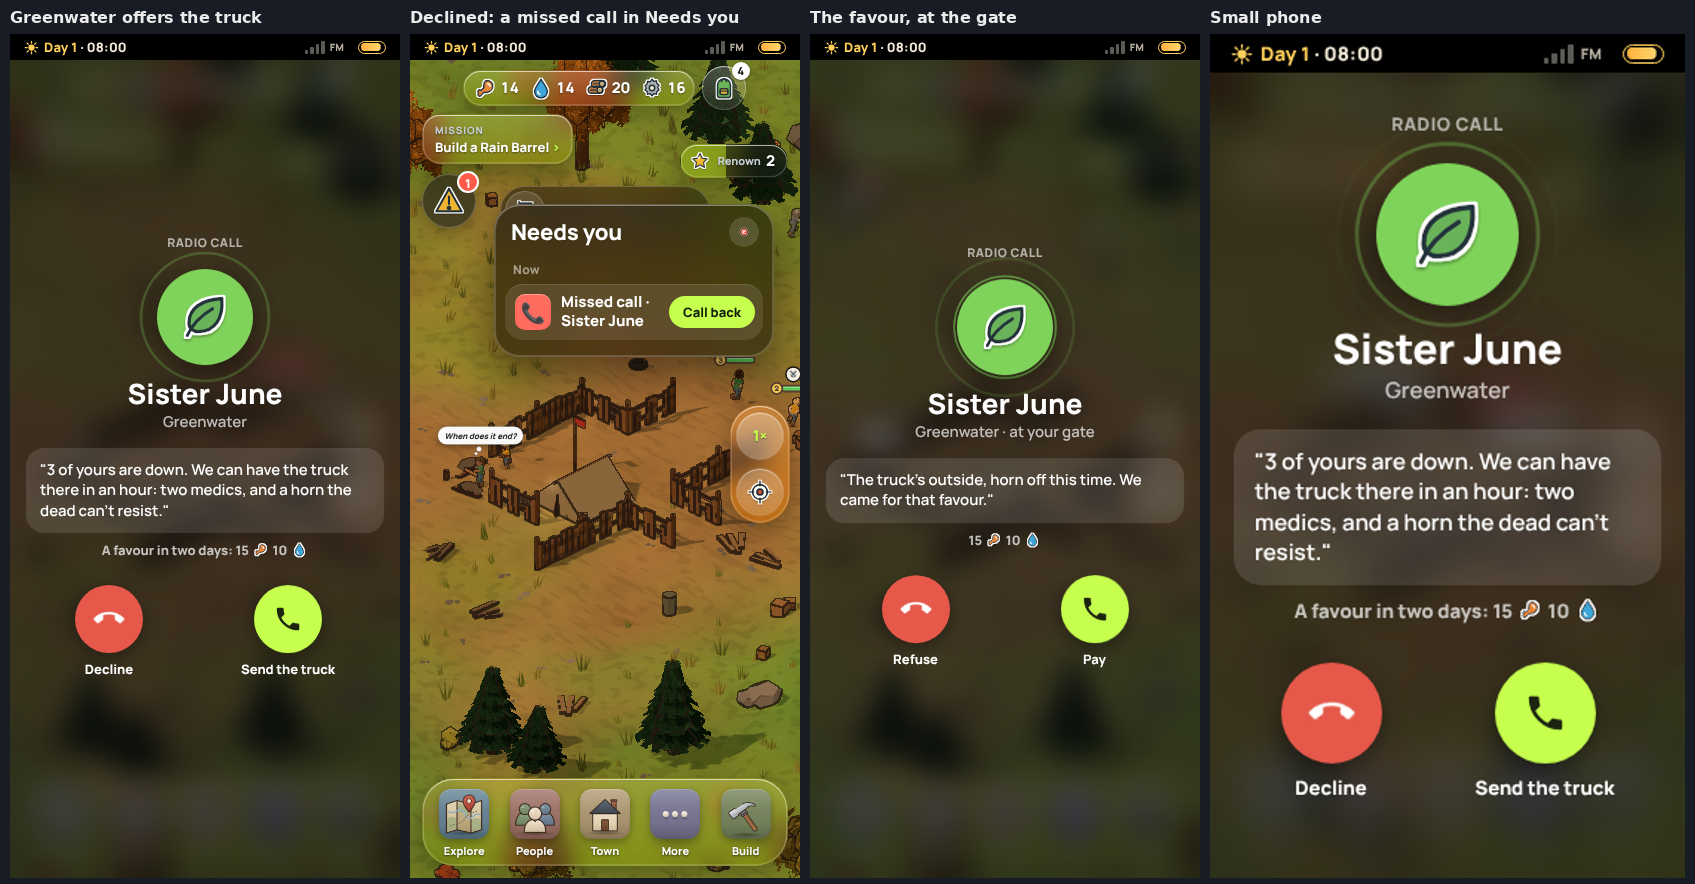 Greenwater offers the truck
Day 1 · 08:00
FM
RADIO CALL
Sister June
Greenwater
"3 of yours are down. We can have the truck
there in an hour: two medics, and a horn the
dead can't resist."
A favour in two days: 15 10
Decline
Send the truck
Declined: a missed call in Needs you
Day 1 · 08:00
FM
14 14 20 16
4
MISSION
Build a Rain Barrel ›
Renown 2
1
Needs you
Now
Missed call ·
Sister June
Call back
3
2
When does it end?
1×
Explore
People
Town
More
Build
The favour, at the gate
Day 1 · 08:00
FM
RADIO CALL
Sister June
Greenwater · at your gate
"The truck's outside, horn off this time. We
came for that favour."
15 10
Refuse
Pay
Small phone
Day 1 · 08:00
FM
RADIO CALL
Sister June
Greenwater
"3 of yours are down. We can have
the truck there in an hour: two
medics, and a horn the dead can't
resist."
A favour in two days: 15 10
Decline
Send the truck